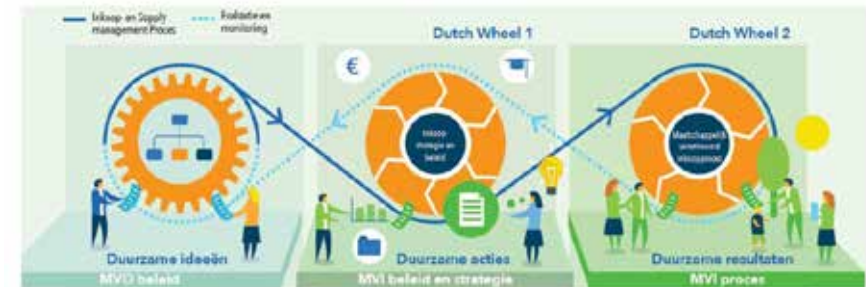 Inkoop- en Supply
management Proces
Evaluatie en
monitoring
Dutch Wheel 1
Dutch Wheel 2
€
Inkoop
strategie en
beleid
Maatschappelijk
verantwoord
inkoopproces
Duurzame ideeën
Duurzame acties
Duurzame resultaten
MVO beleid
MVI beleid en strategie
MVI proces